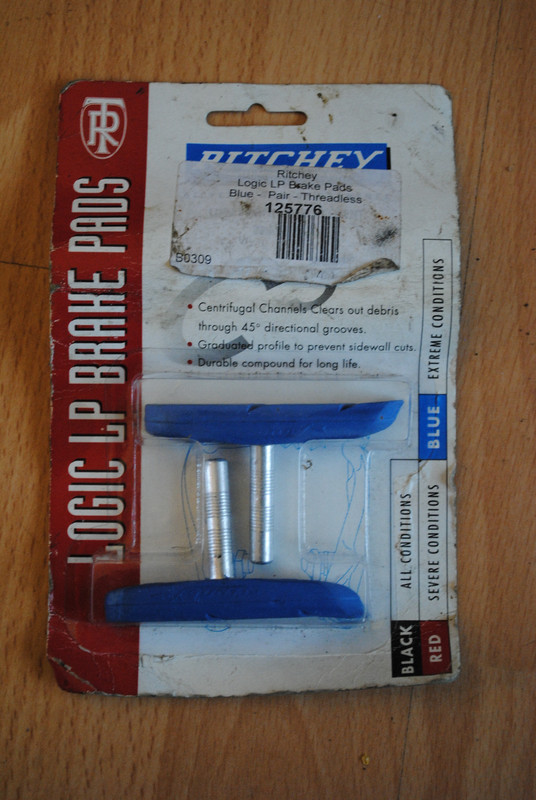 TR
LOGIC LP BRAKE PADS
RITCHEY
Ritchey
Logic LP Brake Pads
Blue - Pair - Threadless
125776
B0309
• Centrifugal Channels Clears out debris
through 45° directional grooves.
• Graduated profile to prevent sidewall cuts.
• Durable compound for long life.
BLUE EXTREME CONDITIONS
BLACK ALL CONDITIONS
RED SEVERE CONDITIONS